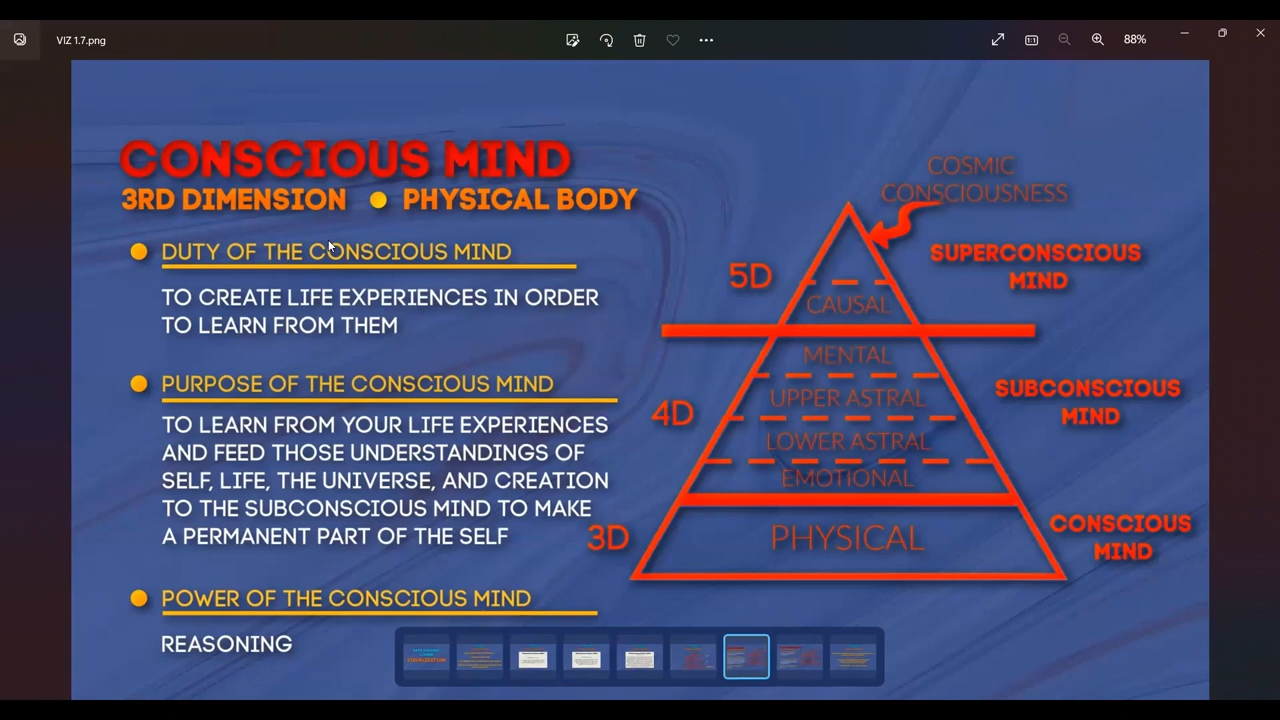 VIZ 1.7.png
88%
CONSCIOUS MIND
3RD DIMENSION ● PHYSICAL BODY
DUTY OF THE CONSCIOUS MIND
TO CREATE LIFE EXPERIENCES IN ORDER
TO LEARN FROM THEM
PURPOSE OF THE CONSCIOUS MIND
TO LEARN FROM YOUR LIFE EXPERIENCES
AND FEED THOSE UNDERSTANDINGS OF
SELF, LIFE, THE UNIVERSE, AND CREATION
TO THE SUBCONSCIOUS MIND TO MAKE
A PERMANENT PART OF THE SELF
POWER OF THE CONSCIOUS MIND
REASONING
COSMIC
CONSCIOUSNESS
5D
SUPERCONSCIOUS
MIND
CAUSAL
MENTAL
UPPER ASTRAL
4D
SUBCONSCIOUS
MIND
LOWER ASTRAL
EMOTIONAL
3D
PHYSICAL
CONSCIOUS
MIND
VISUALIZATION